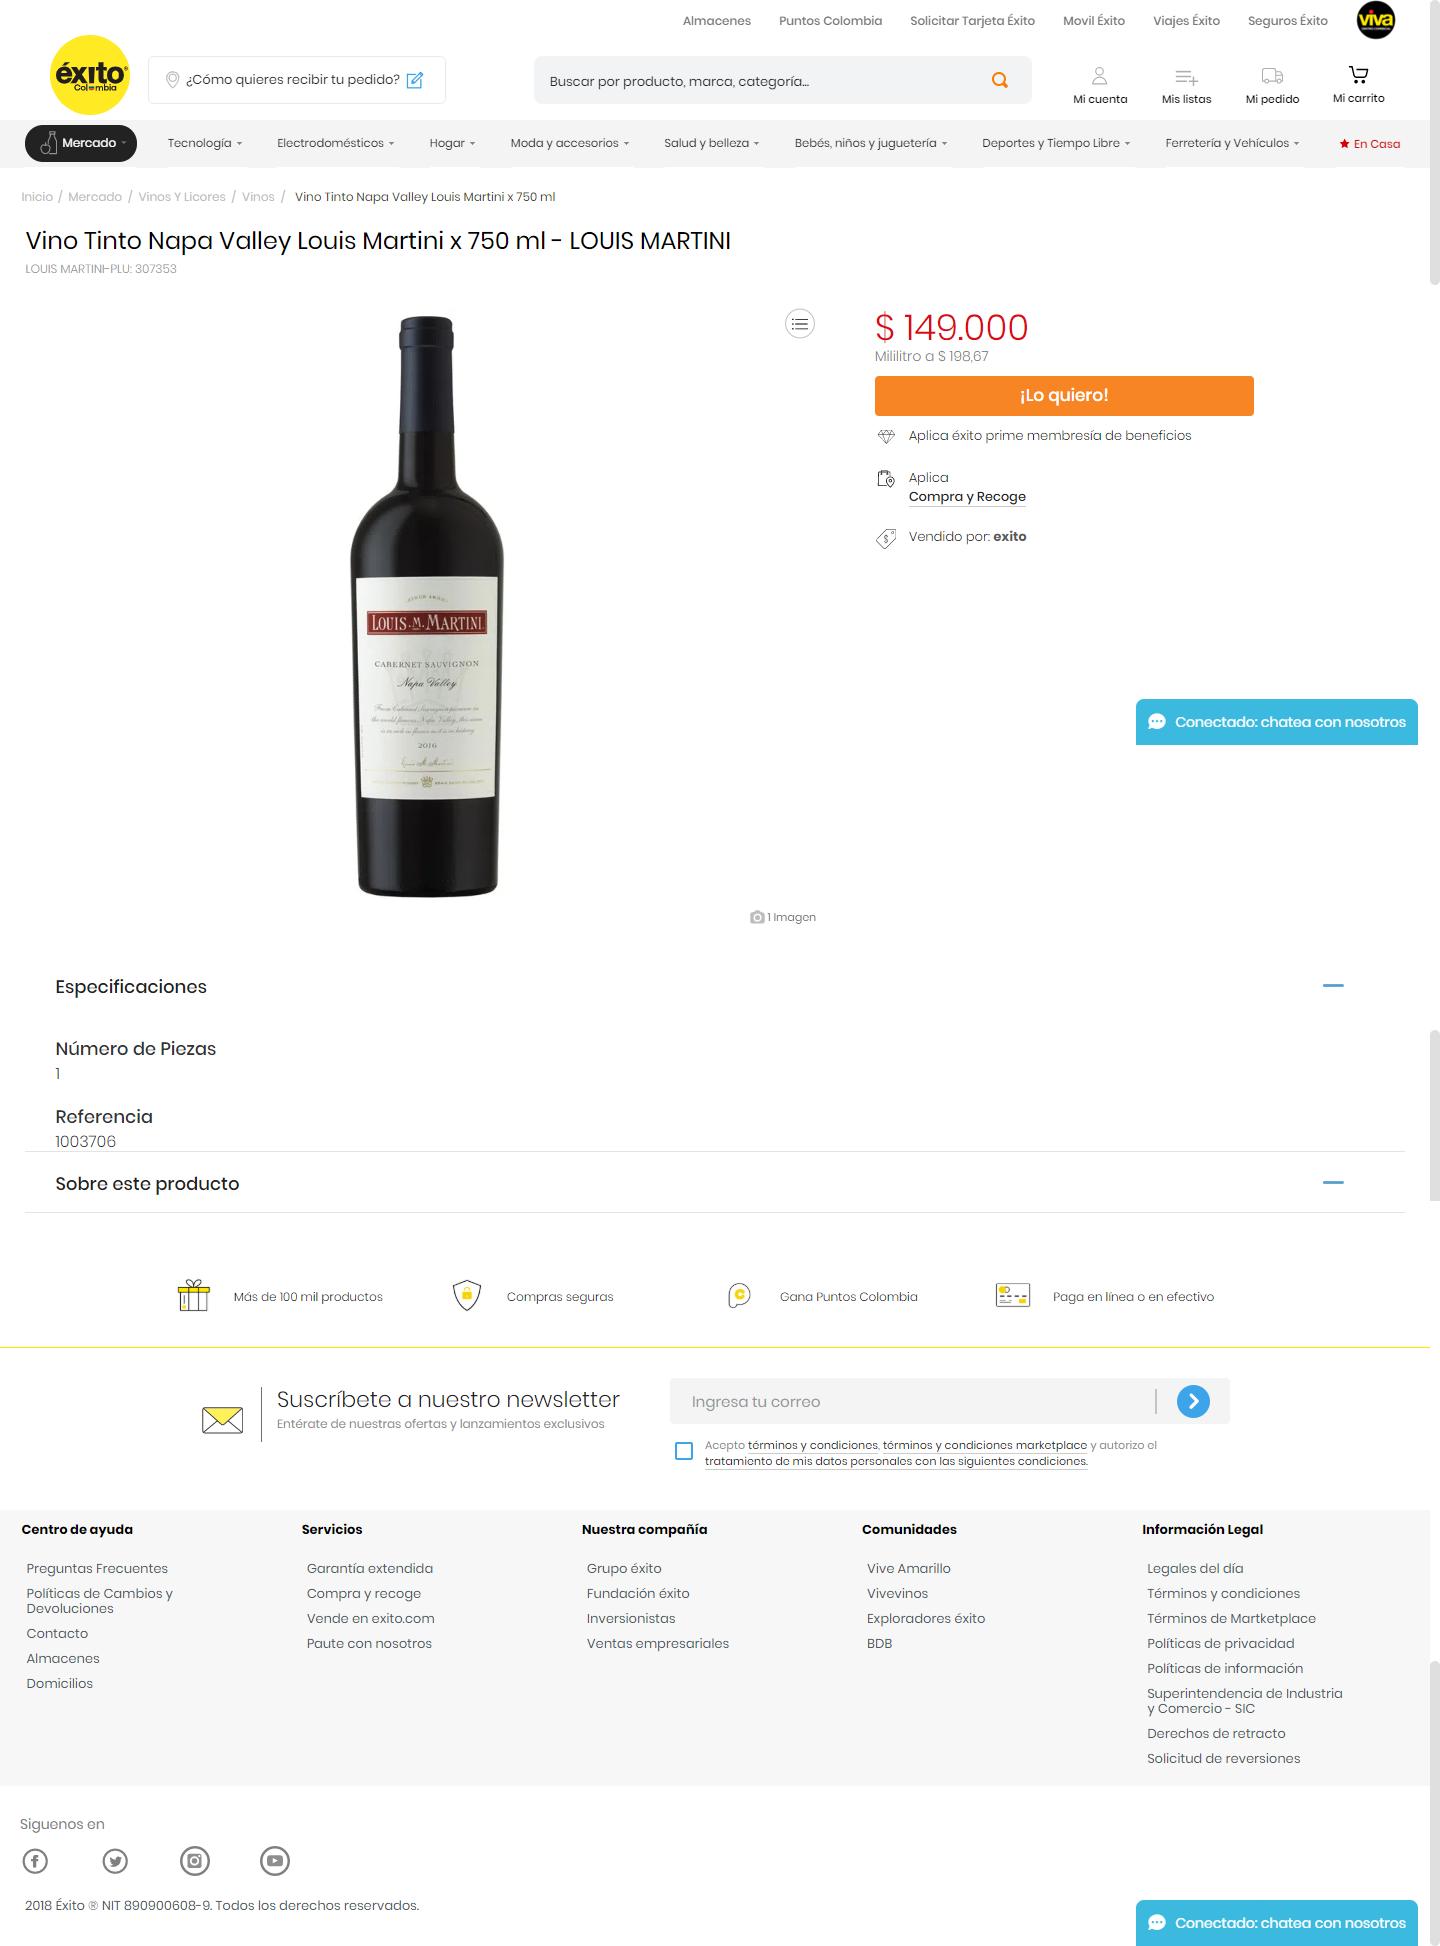 Almacenes Puntos Colombia Solicitar Tarjeta Éxito Movil Éxito Viajes Éxito Seguros Éxito viva
éxito
Colombia
¿Cómo quieres recibir tu pedido?
Buscar por producto, marca, categoría...
Mi cuenta Mis listas Mi pedido Mi carrito
Mercado Tecnología Electrodomésticos Hogar Moda y accesorios Salud y belleza Bebés, niños y juguetería Deportes y Tiempo Libre Ferretería y Vehículos En Casa
Inicio / Mercado / Vinos Y Licores / Vinos / Vino Tinto Napa Valley Louis Martini x 750 ml
Vino Tinto Napa Valley Louis Martini x 750 ml - LOUIS MARTINI
LOUIS MARTINI-PLU: 307353
$ 149.000
Mililitro a $ 198,67
¡Lo quiero!
Aplica éxito prime membresía de beneficios
Aplica
Compra y Recoge
Vendido por: exito
LOUIS M. MARTINI
CABERNET SAUVIGNON
Napa Valley
2016
Conectado: chatea con nosotros
1 Imagen
Especificaciones
Número de Piezas
1
Referencia
1003706
Sobre este producto
Más de 100 mil productos Compras seguras Gana Puntos Colombia Paga en línea o en efectivo
Suscríbete a nuestro newsletter
Entérate de nuestras ofertas y lanzamientos exclusivos
Ingresa tu correo
Acepto términos y condiciones, términos y condiciones marketplace y autorizo el
tratamiento de mis datos personales con las siguientes condiciones.
Centro de ayuda
Preguntas Frecuentes
Políticas de Cambios y
Devoluciones
Contacto
Almacenes
Domicilios
Servicios
Garantía extendida
Compra y recoge
Vende en exito.com
Paute con nosotros
Nuestra compañía
Grupo éxito
Fundación éxito
Inversionistas
Ventas empresariales
Comunidades
Vive Amarillo
Vivevinos
Exploradores éxito
BDB
Información Legal
Legales del día
Términos y condiciones
Términos de Martketplace
Políticas de privacidad
Políticas de información
Superintendencia de Industria
y Comercio - SIC
Derechos de retracto
Solicitud de reversiones
Siguenos en
2018 Éxito ® NIT 890900608-9. Todos los derechos reservados.
Conectado: chatea con nosotros